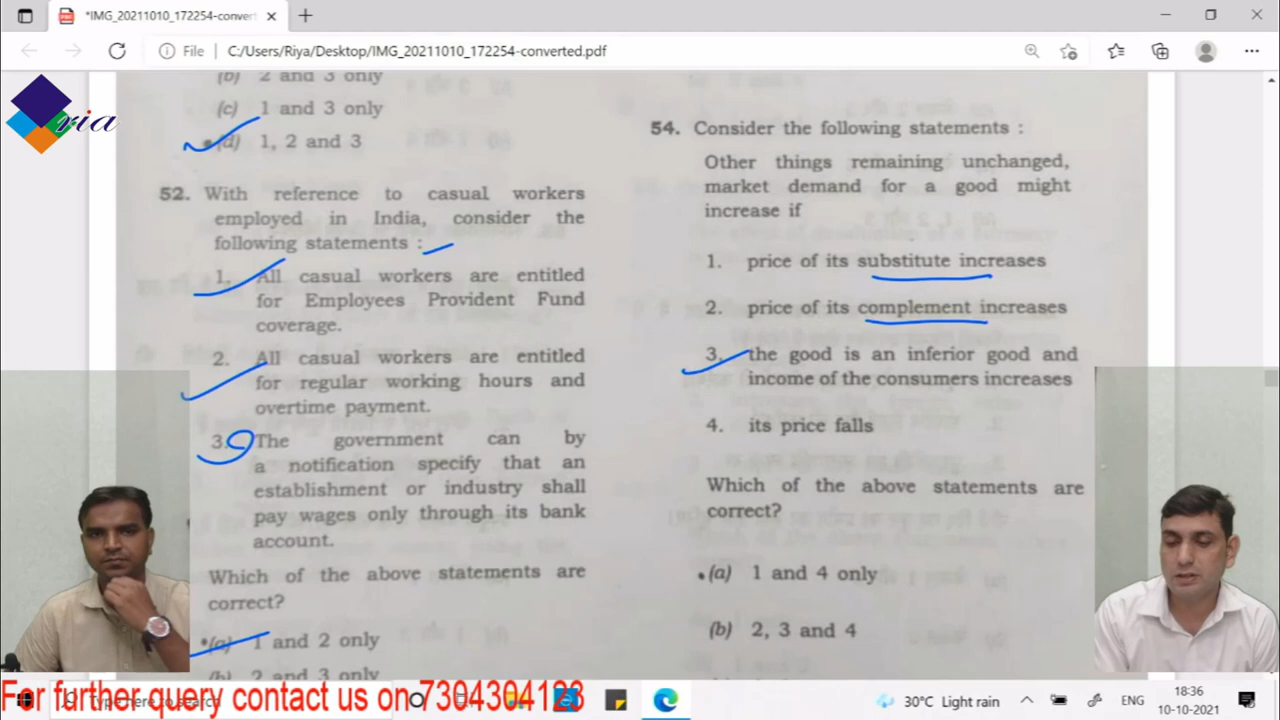 *IMG_20211010_172254-convert
File
C:/Users/Riya/Desktop/IMG_20211010_172254-converted.pdf
ria
(b) 2 and 3 only
(c) 1 and 3 only
(d) 1, 2 and 3
52. With reference to casual workers
employed in India, consider the
following statements :
1. All casual workers are entitled
for Employees Provident Fund
coverage.
2. All casual workers are entitled
for regular working hours and
overtime payment.
3. The government can by
a notification specify that an
establishment or industry shall
pay wages only through its bank
account.
Which of the above statements are
correct?
(a) 1 and 2 only
(b) 2 and 3 only
54. Consider the following statements :
Other things remaining unchanged,
market demand for a good might
increase if
1. price of its substitute increases
2. price of its complement increases
3. the good is an inferior good and
income of the consumers increases
4. its price falls
Which of the above statements are
correct?
(a) 1 and 4 only
(b) 2, 3 and 4
For further query contact us on 7304304123
Type here to search
30°C Light rain
ENG
18:36
10-10-2021